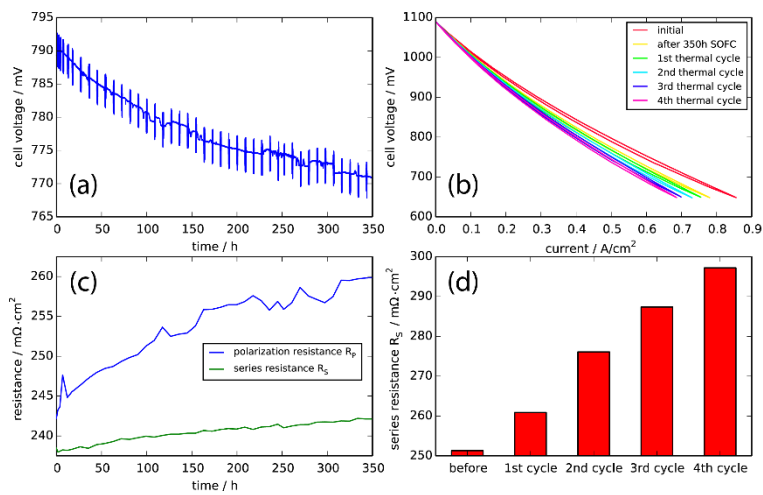 795
790
785
780
775
770
765
cell voltage / mV
(a)
0 50 100 150 200 250 300 350
time / h
1100
1000
900
800
700
600
cell voltage / mV
initial
after 350h SOFC
1st thermal cycle
2nd thermal cycle
3rd thermal cycle
4th thermal cycle
(b)
0.0 0.1 0.2 0.3 0.4 0.5 0.6 0.7 0.8 0.9
current / A/cm²
260
255
250
245
240
resistance / mΩ·cm²
(c)
polarization resistance Rₚ
series resistance Rₛ
0 50 100 150 200 250 300 350
time / h
300
290
280
270
260
250
series resistance Rₛ / mΩ·cm²
(d)
before 1st cycle 2nd cycle 3rd cycle 4th cycle